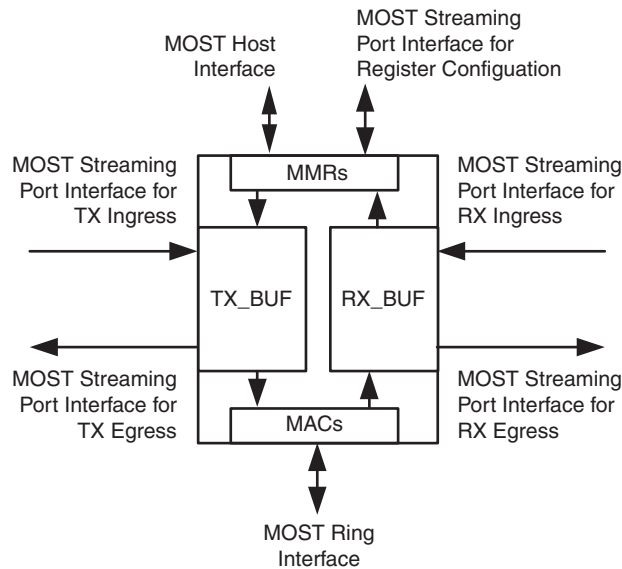 MOST Host
Interface
MOST Streaming
Port Interface for
Register Configuation
MOST Streaming
Port Interface for
TX Ingress
MMRs
MOST Streaming
Port Interface for
RX Ingress
TX_BUF
RX_BUF
MOST Streaming
Port Interface for
TX Egress
MACs
MOST Streaming
Port Interface for
RX Egress
MOST Ring
Interface